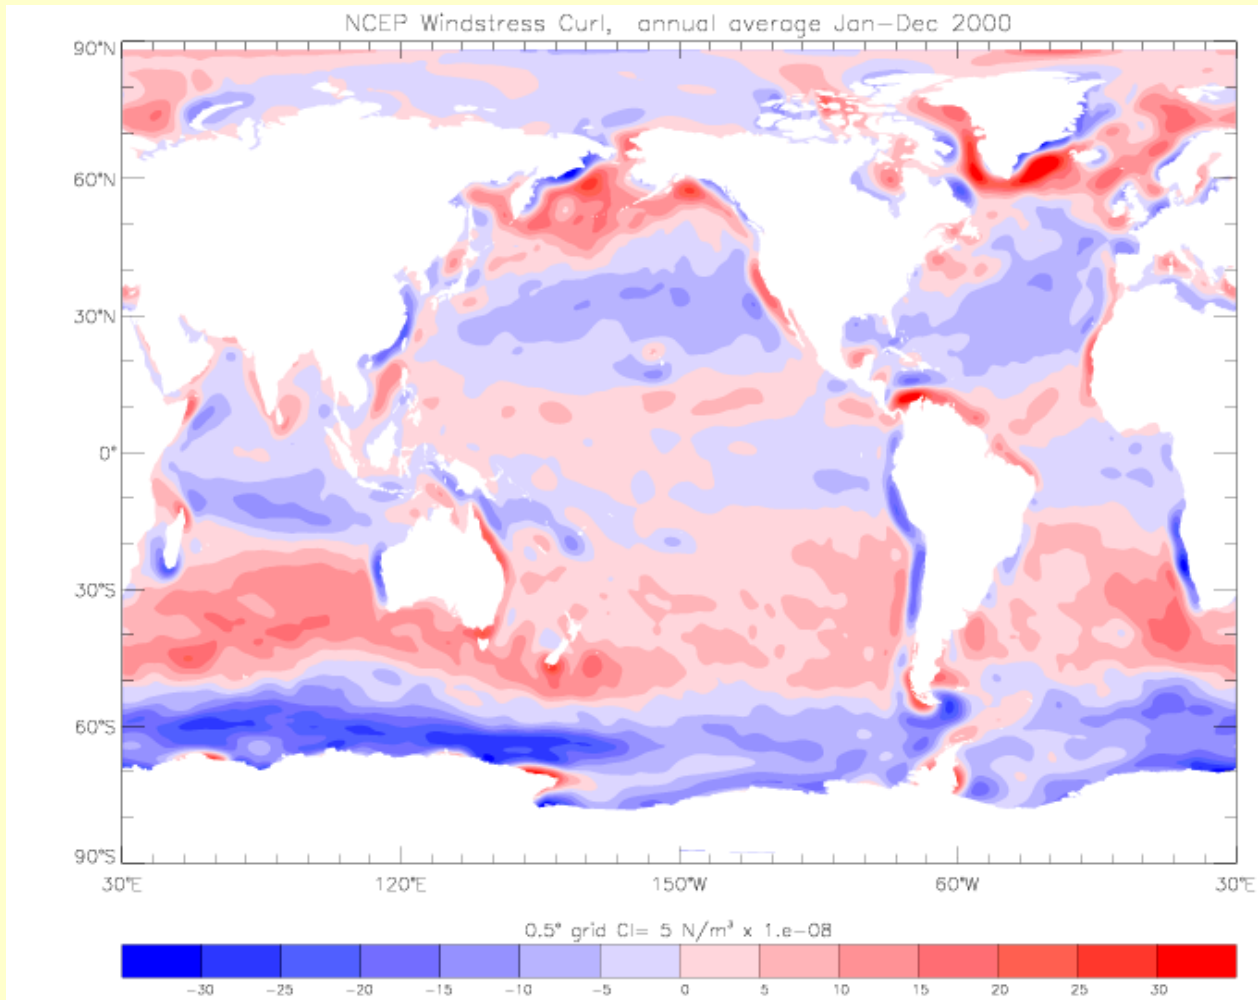 NCEP Windstress Curl, annual average Jan-Dec 2000
90°N
60°N
30°N
0°
30°S
60°S
90°S
30°E 120°E 150°W 60°W 30°E
0.5° grid CI= 5 N/m³ x 1.e-08
-30 -25 -20 -15 -10 -5 0 5 10 15 20 25 30